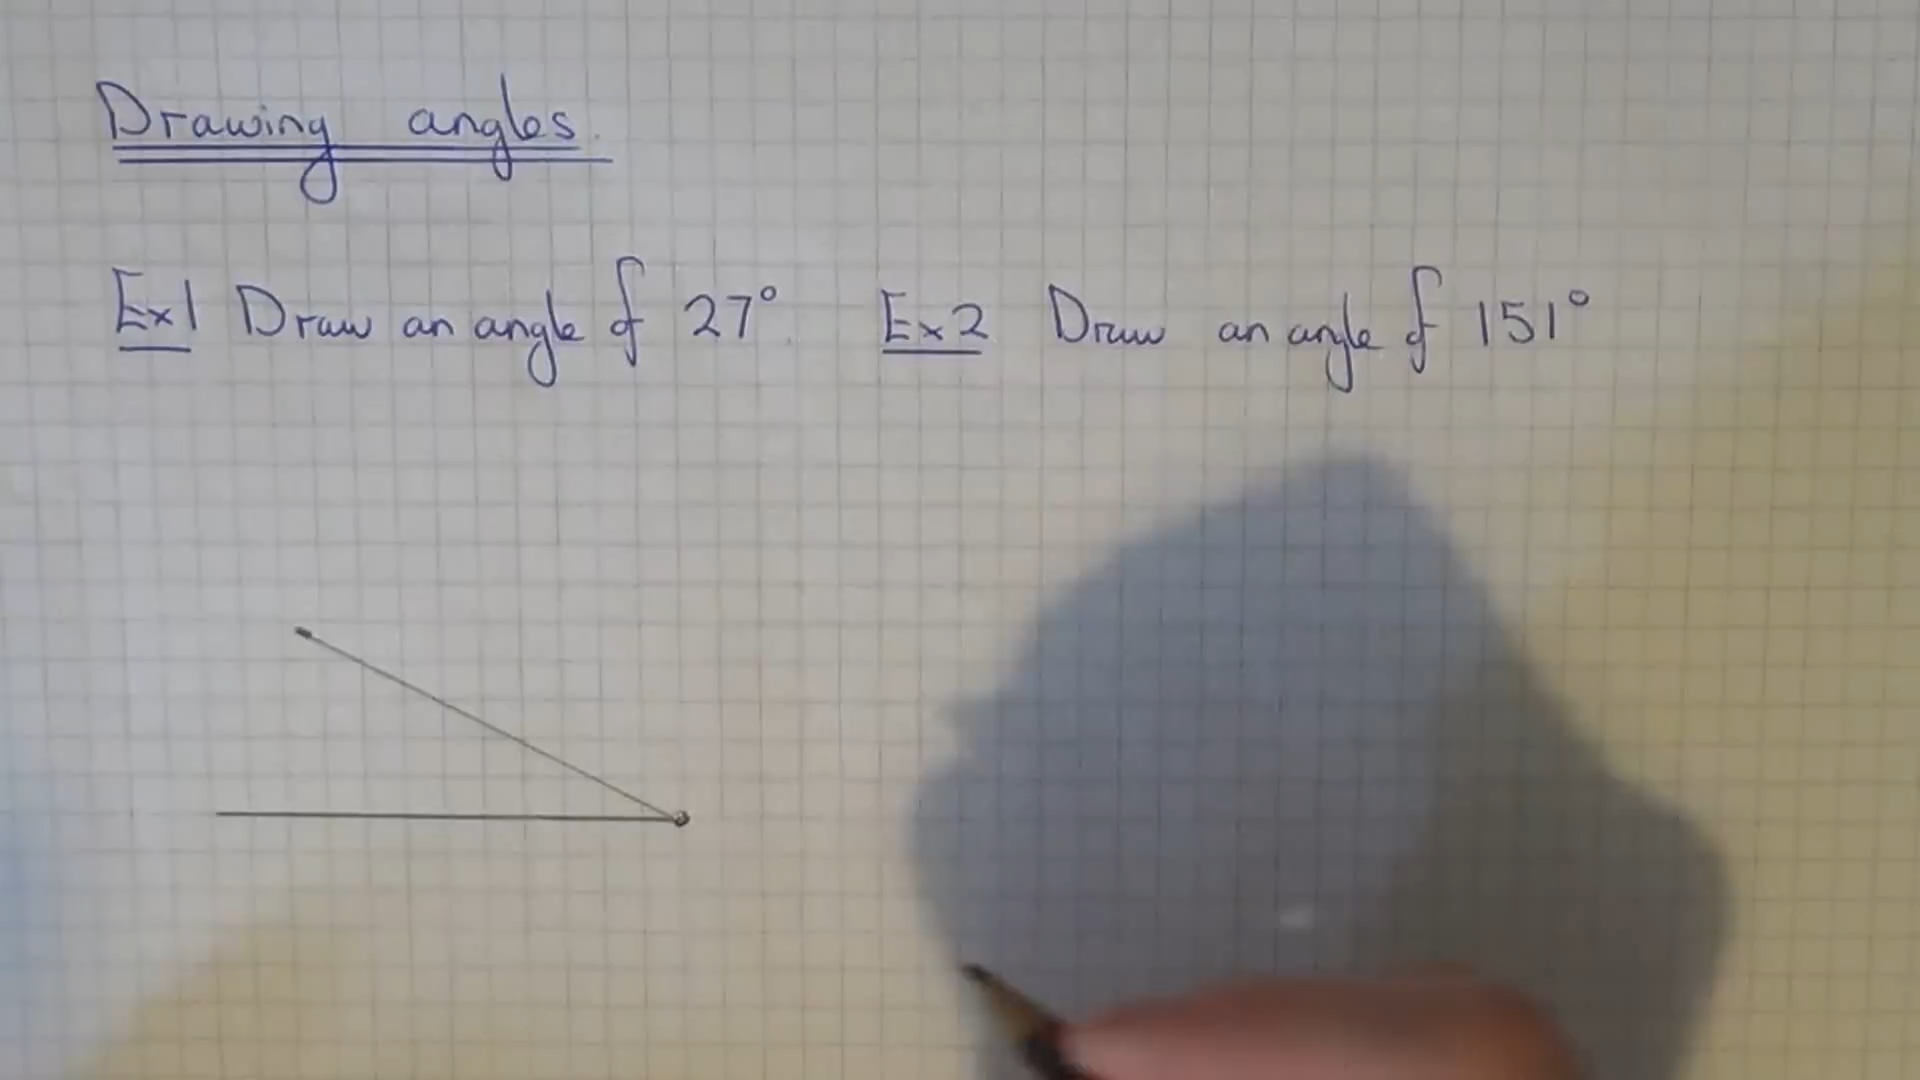 Drawing angles.
Ex1 Draw an angle of 27°. Ex2 Draw an angle of 151°